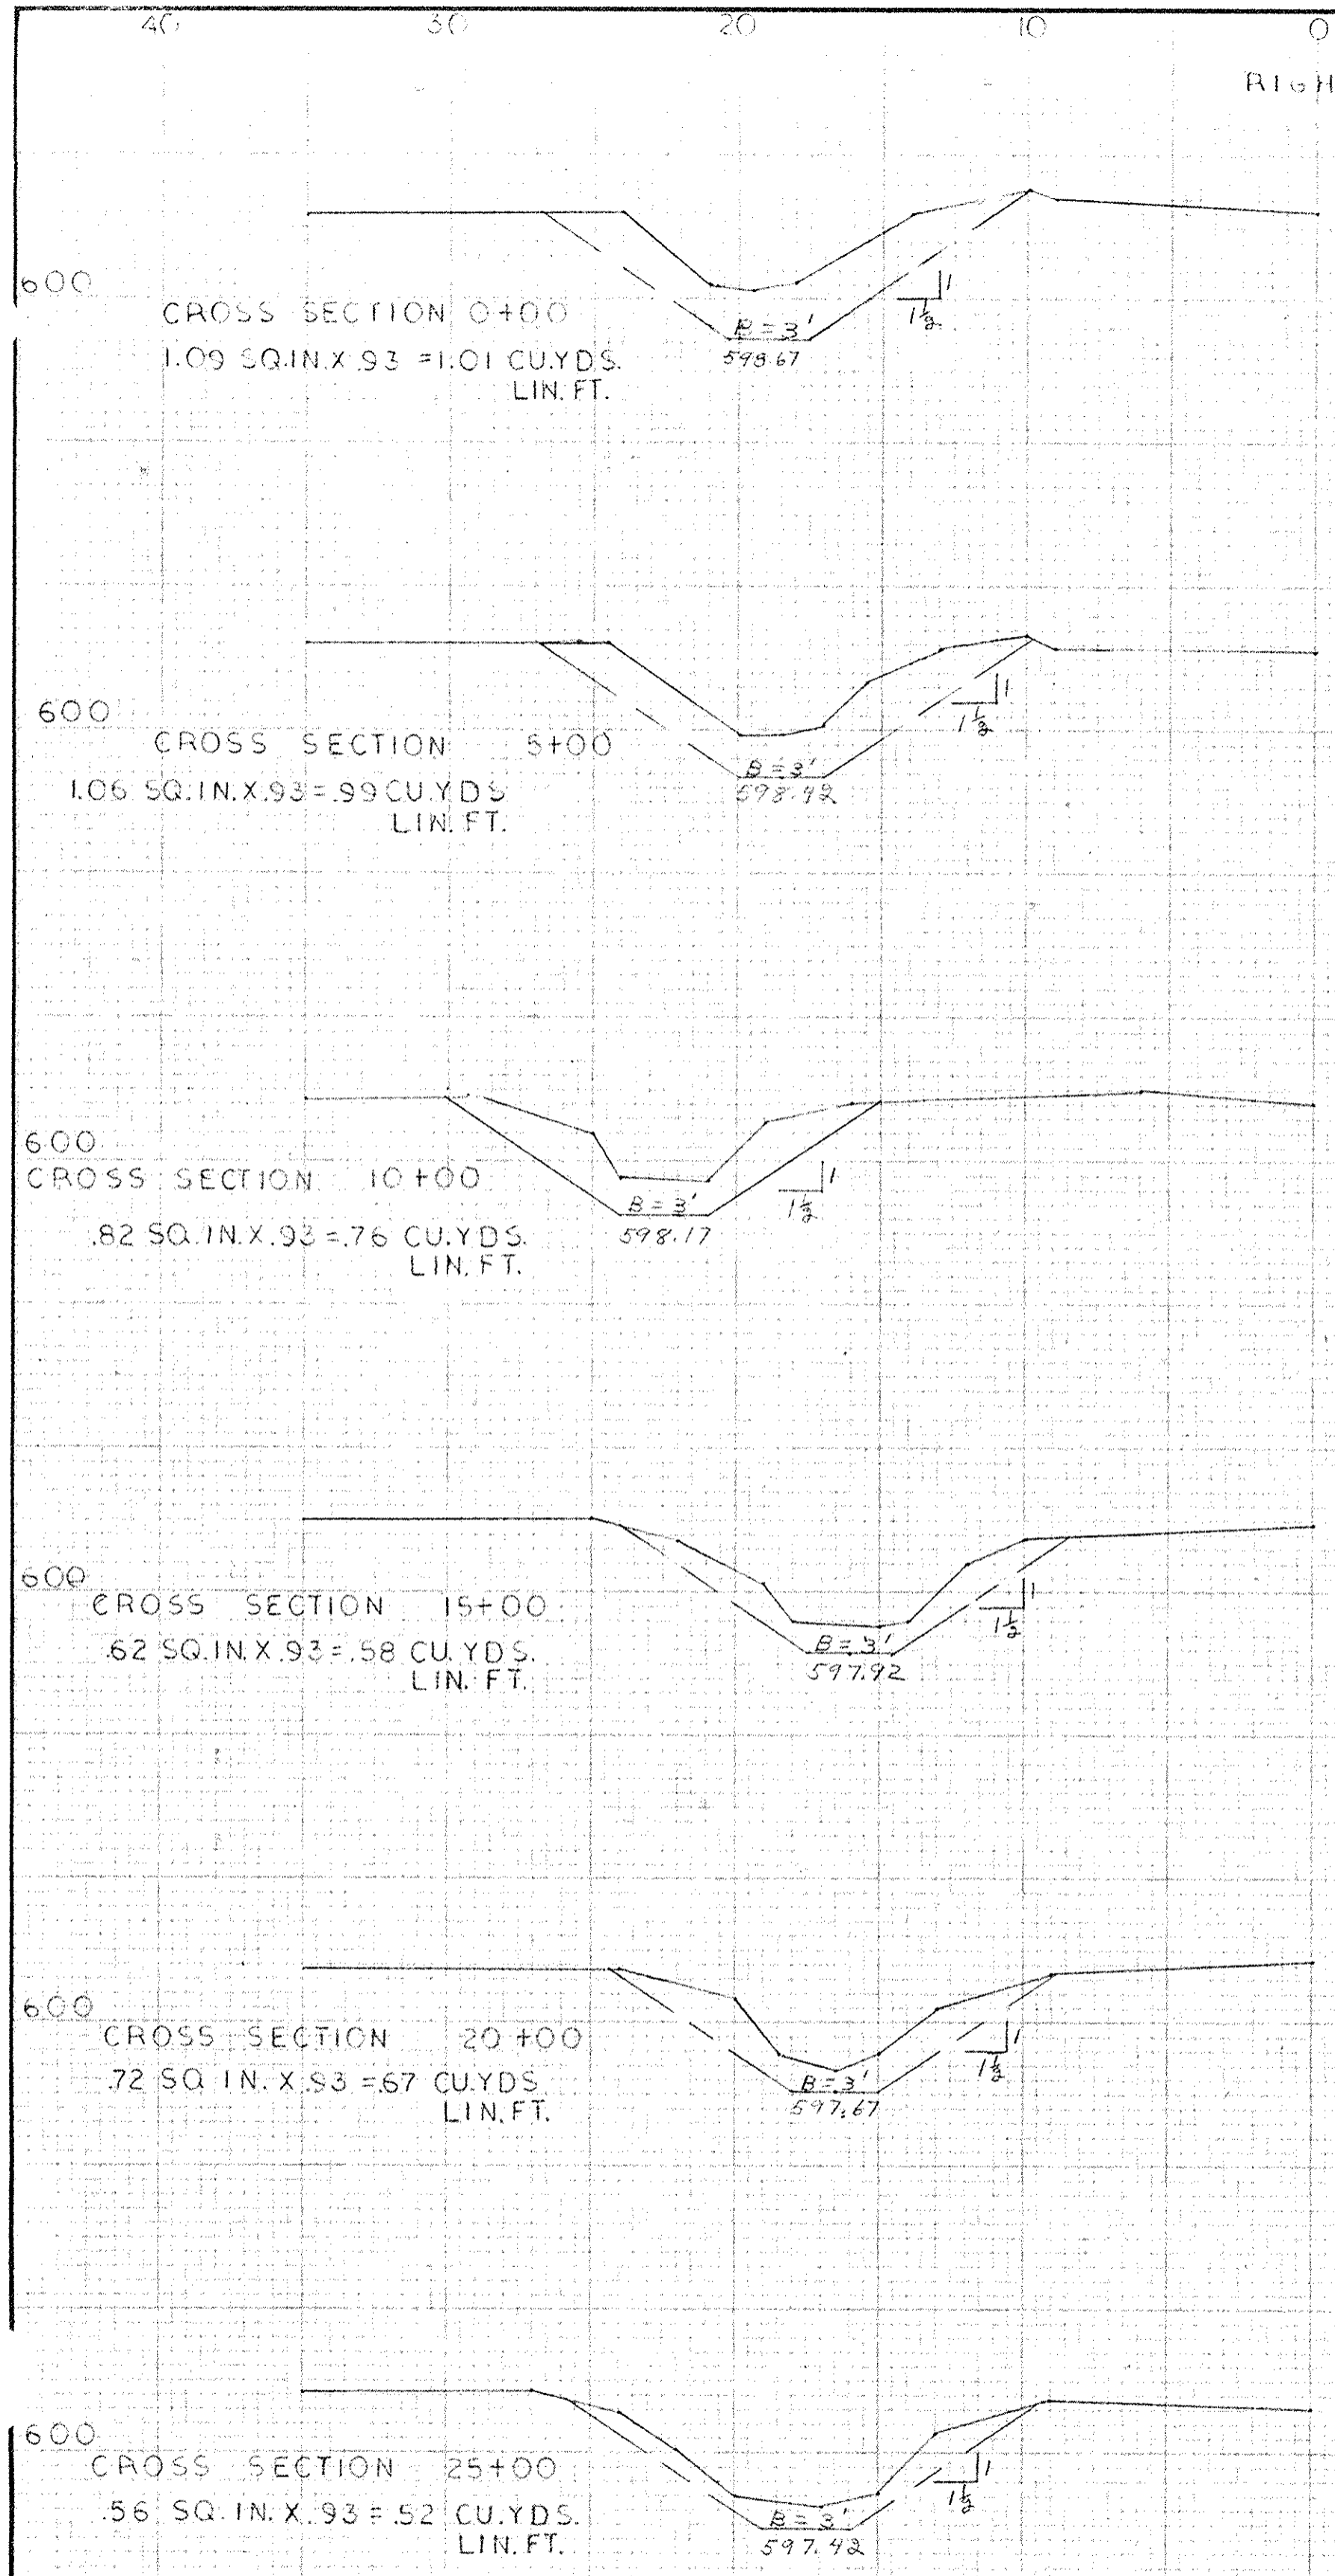 40 30 20 10 0
RIGH
600
CROSS SECTION 0+00
1.09 SQ.IN.X .93 =1.01 CU.YDS.
LIN. FT.
B=3'
598.67
1
1½
600
CROSS SECTION 5+00
1.06 SQ.IN.X.93=.99 CU.YDS
LIN. FT.
B=3'
598.42
1
1½
600
CROSS SECTION 10+00
.82 SQ.IN.X.93=.76 CU.YDS.
LIN. FT.
B=3'
598.17
1
1½
600
CROSS SECTION 15+00
.62 SQ.IN.X.93=.58 CU.YDS.
LIN. FT.
B=3'
597.92
1
1½
600
CROSS SECTION 20+00
.72 SQ IN. X .93 =.67 CU.YDS
LIN. FT.
B=3'
597.67
1
1½
600
CROSS SECTION 25+00
.56 SQ. IN. X .93 = .52 CU.YDS.
LIN. FT.
B=3'
597.42
1
1½